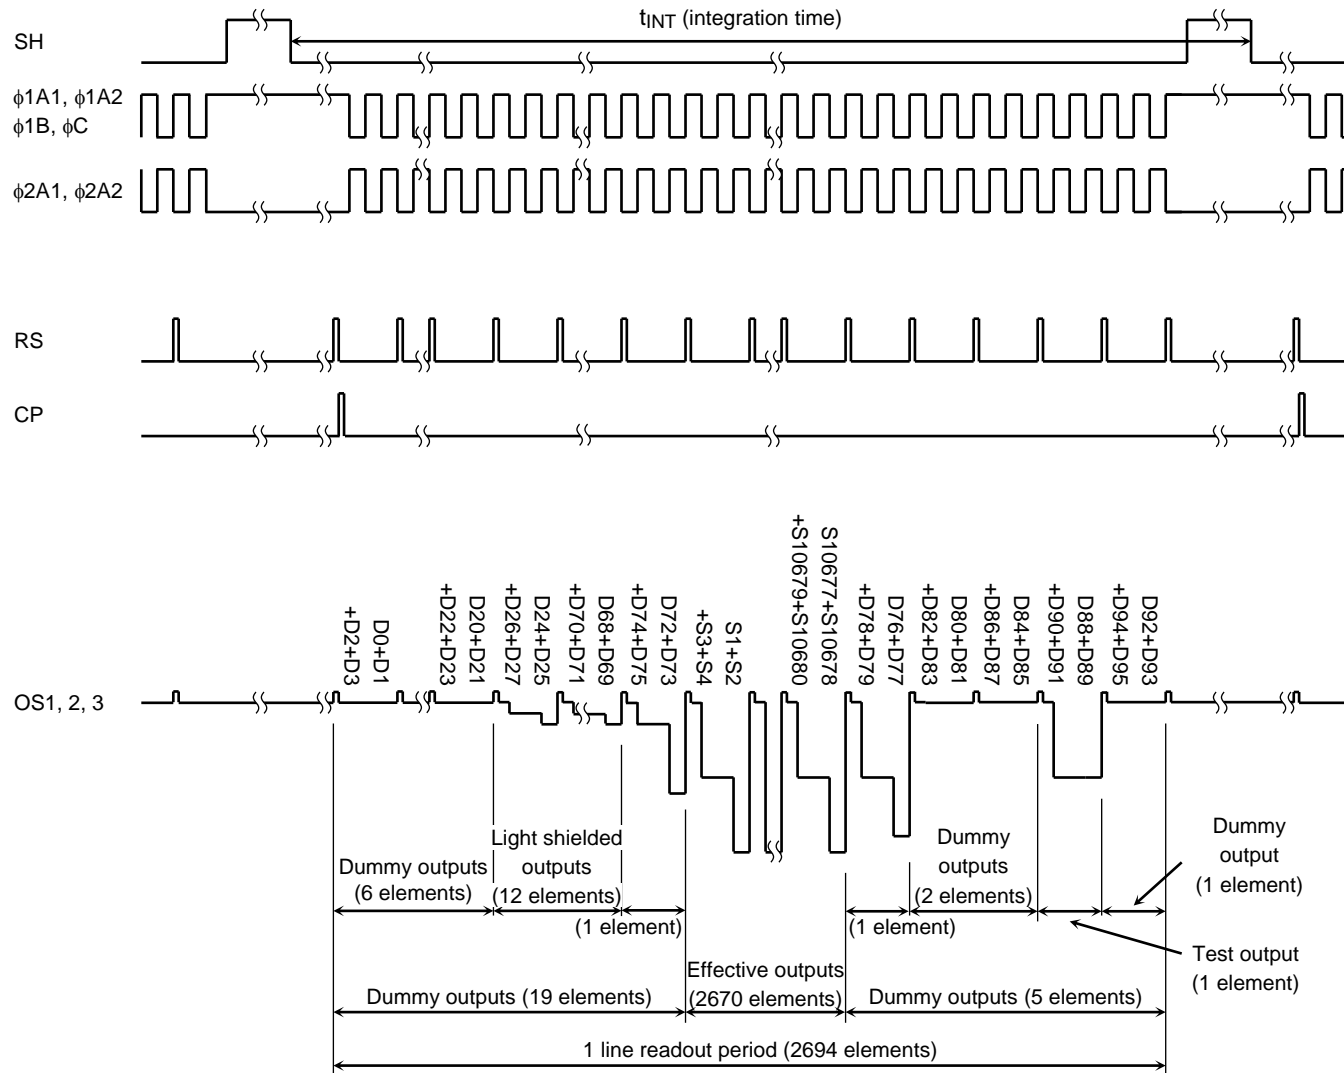 tINT (integration time)
SH
ϕ1A1, ϕ1A2
ϕ1B, ϕC
ϕ2A1, ϕ2A2
RS
CP
D0+D1
+D2+D3
D20+D21
+D22+D23
D24+D25
+D26+D27
D68+D69
+D70+D71
D72+D73
+D74+D75
S1+S2
+S3+S4
S10677+S10678
+S10679+S10680
D76+D77
+D78+D79
D80+D81
+D82+D83
D84+D85
+D86+D87
D88+D89
+D90+D91
D92+D93
+D94+D95
OS1, 2, 3
Dummy outputs
(6 elements)
Light shielded
outputs
(12 elements)
(1 element)
(1 element)
Dummy
outputs
(2 elements)
Dummy
output
(1 element)
Test output
(1 element)
Dummy outputs (19 elements)
Effective outputs
(2670 elements)
Dummy outputs (5 elements)
1 line readout period (2694 elements)